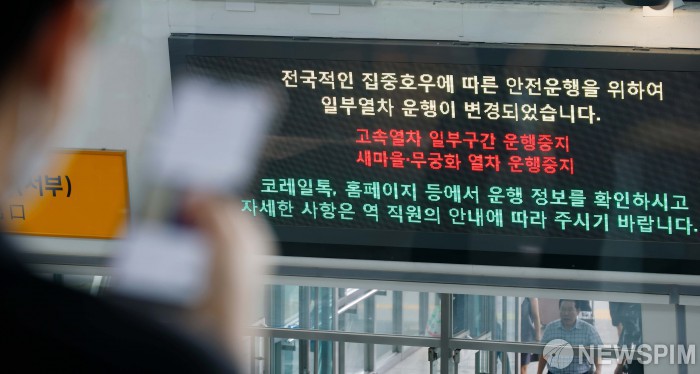 전국적인 집중호우에 따른 안전운행을 위하여
일부열차 운행이 변경되었습니다.
고속열차 일부구간 운행중지
새마을·무궁화 열차 운행중지
코레일톡, 홈페이지 등에서 운행 정보를 확인하시고
자세한 사항은 역 직원의 안내에 따라 주시기 바랍니다.
서부)
口
NEWSPIM